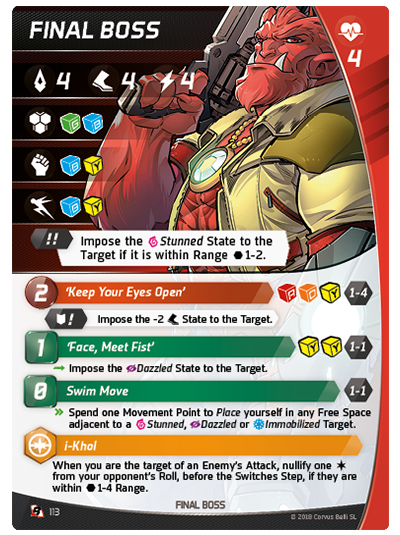 FINAL BOSS
4
4 4 4
G B
B Y
B Y
!! Impose the Stunned State to the
Target if it is within Range 1-2.
2 'Keep Your Eyes Open' R O Y 1-4
! Impose the -2 State to the Target.
1 'Face, Meet Fist' Y Y 1-1
Impose the Dazzled State to the Target.
0 Swim Move 1-1
Spend one Movement Point to Place yourself in any Free Space
adjacent to a Stunned, Dazzled or Immobilized Target.
i-Khol
When you are the target of an Enemy's Attack, nullify one
from your opponent's Roll, before the Switches Step, if they are
within 1-4 Range.
113 FINAL BOSS © 2018 Corvus Belli SL